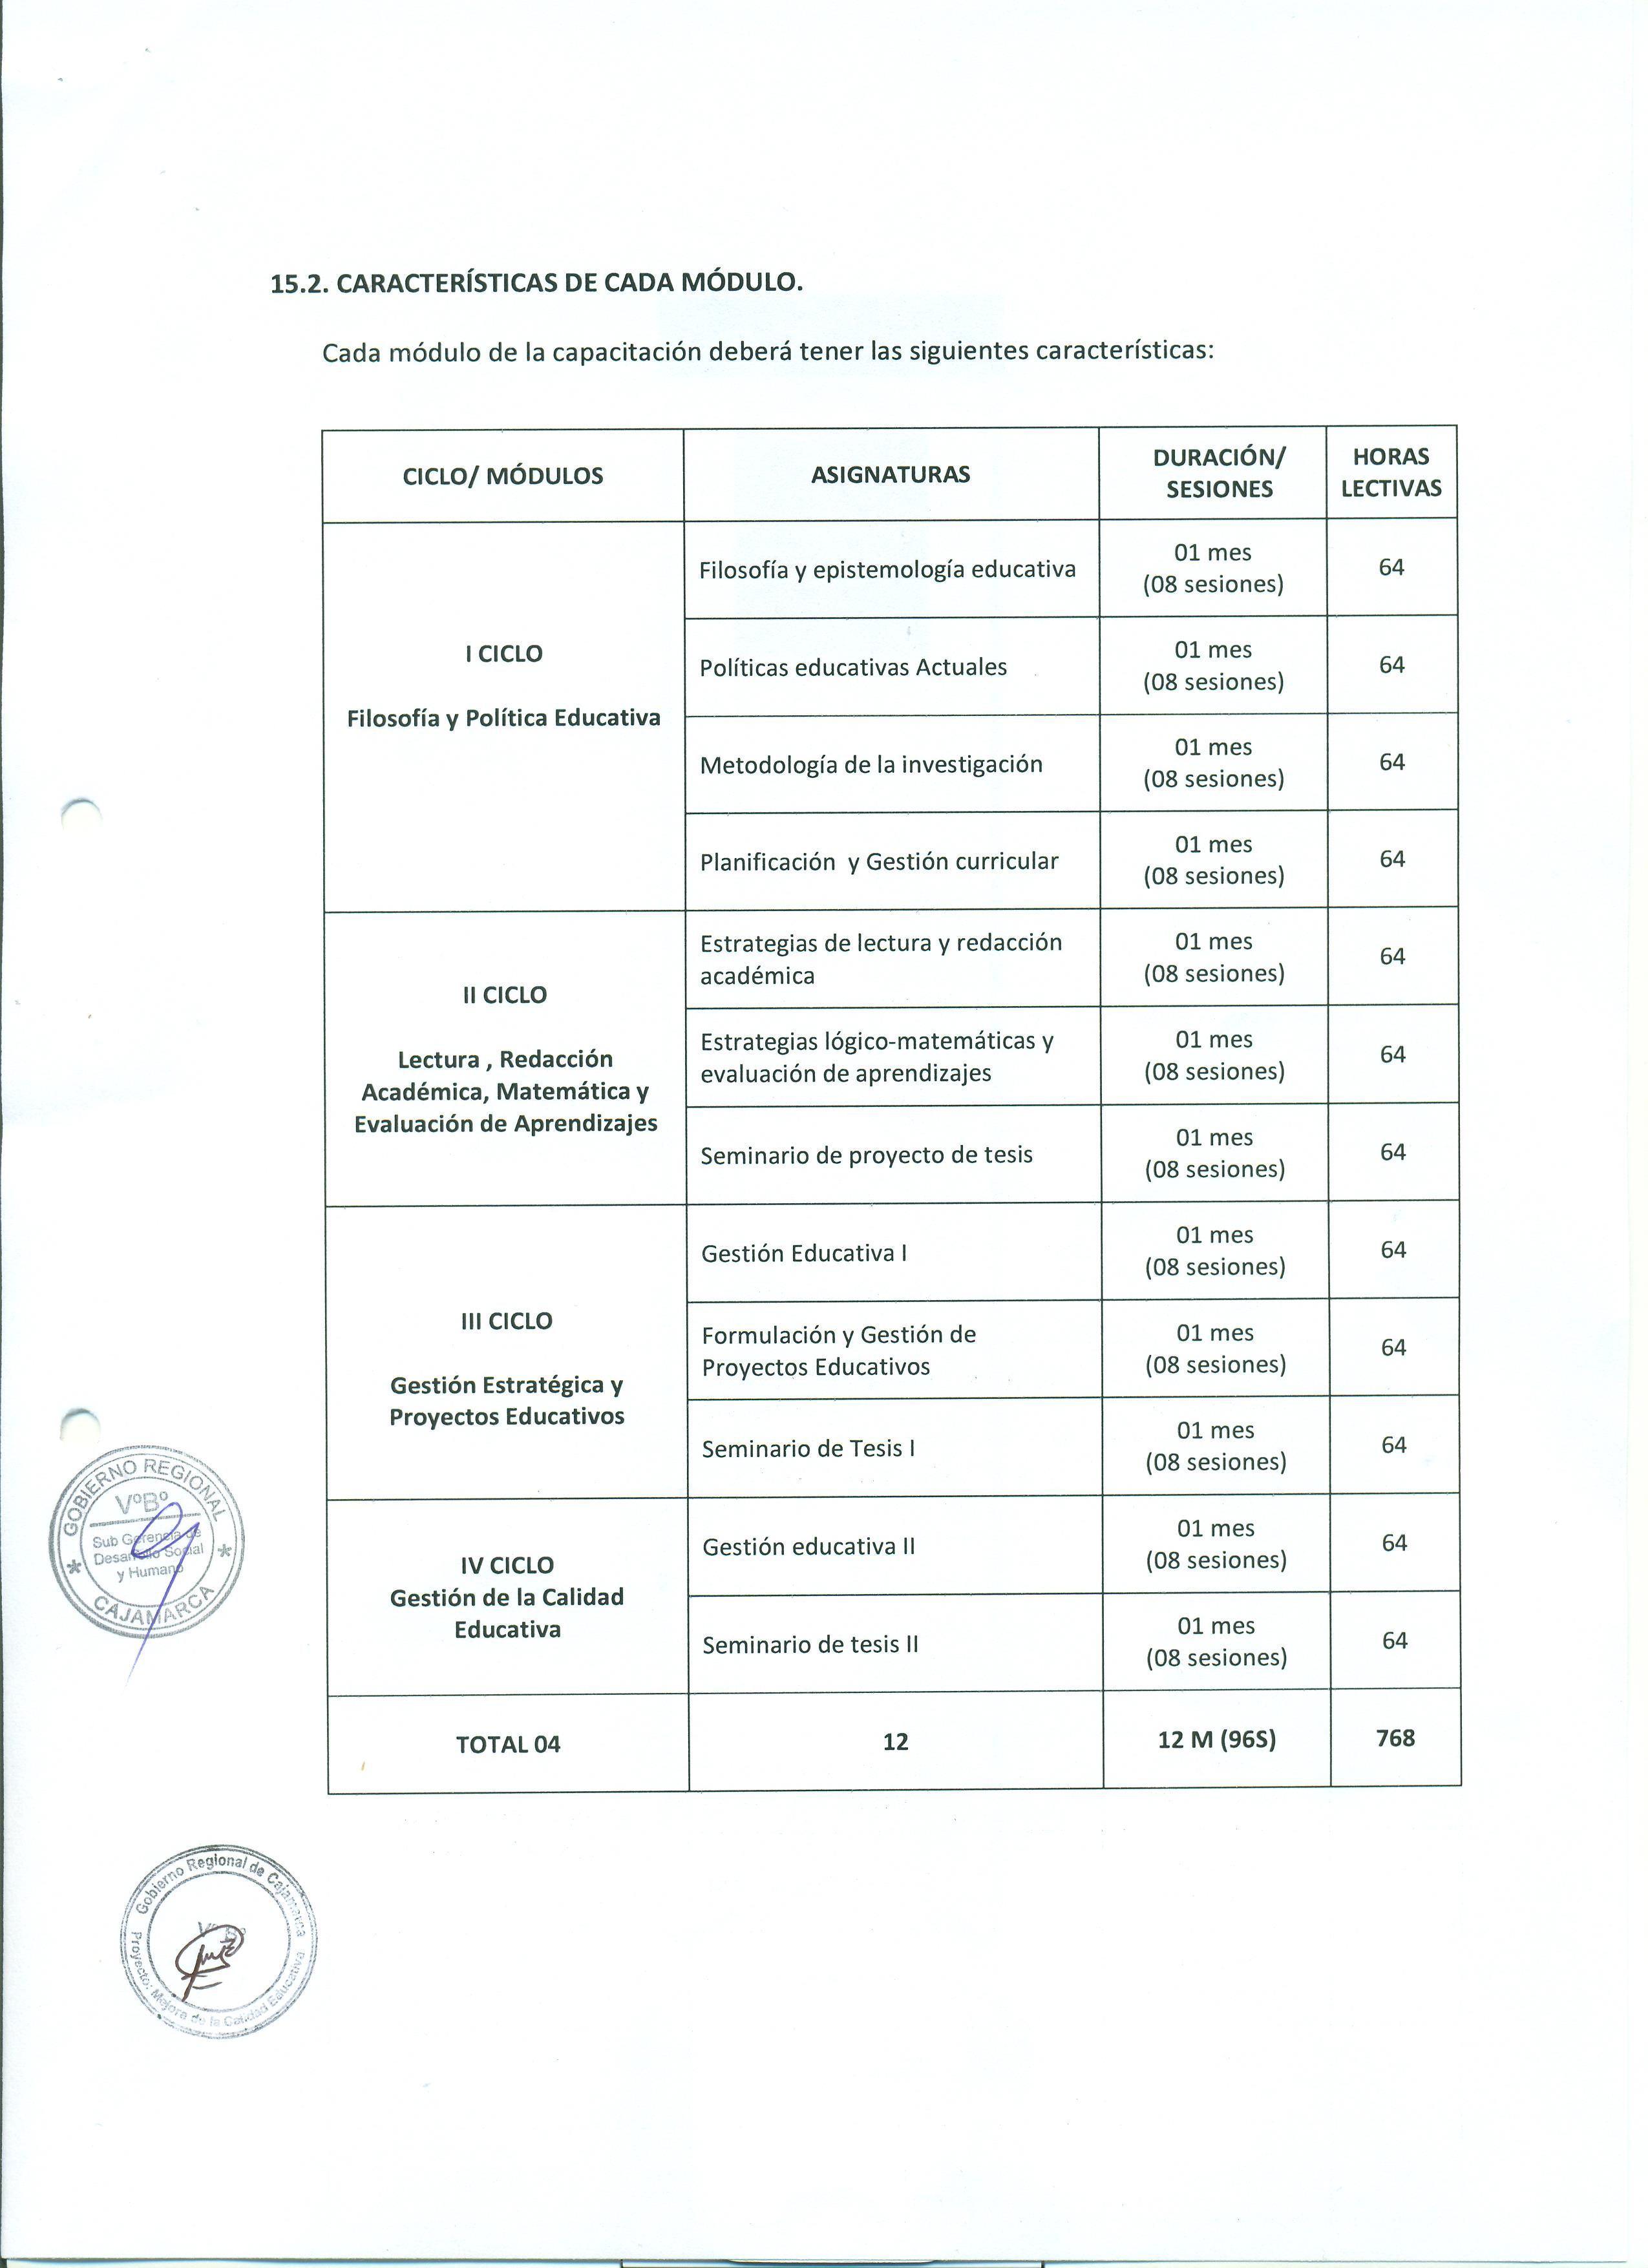 15.2. CARACTERÍSTICAS DE CADA MÓDULO.
Cada módulo de la capacitación deberá tener las siguientes características:
CICLO/ MÓDULOS
ASIGNATURAS
DURACIÓN/
SESIONES
HORAS
LECTIVAS
I CICLO
Filosofía y Política Educativa
Filosofía y epistemología educativa
01 mes
(08 sesiones)
64
Políticas educativas Actuales
01 mes
(08 sesiones)
64
Metodología de la investigación
01 mes
(08 sesiones)
64
Planificación y Gestión curricular
01 mes
(08 sesiones)
64
II CICLO
Lectura , Redacción
Académica, Matemática y
Evaluación de Aprendizajes
Estrategias de lectura y redacción
académica
01 mes
(08 sesiones)
64
Estrategias lógico-matemáticas y
evaluación de aprendizajes
01 mes
(08 sesiones)
64
Seminario de proyecto de tesis
01 mes
(08 sesiones)
64
III CICLO
Gestión Estratégica y
Proyectos Educativos
Gestión Educativa I
01 mes
(08 sesiones)
64
Formulación y Gestión de
Proyectos Educativos
01 mes
(08 sesiones)
64
Seminario de Tesis I
01 mes
(08 sesiones)
64
IV CICLO
Gestión de la Calidad
Educativa
Gestión educativa II
01 mes
(08 sesiones)
64
Seminario de tesis II
01 mes
(08 sesiones)
64
TOTAL 04
12
12 M (96S)
768
GOBIERNO REGIONAL
VºBº
Sub Gerencia de
Desarrollo Social
y Humano
CAJAMARCA
Gobierno Regional de Cajamarca
VºBº
Proyecto: Mejora de la Calidad Educativa